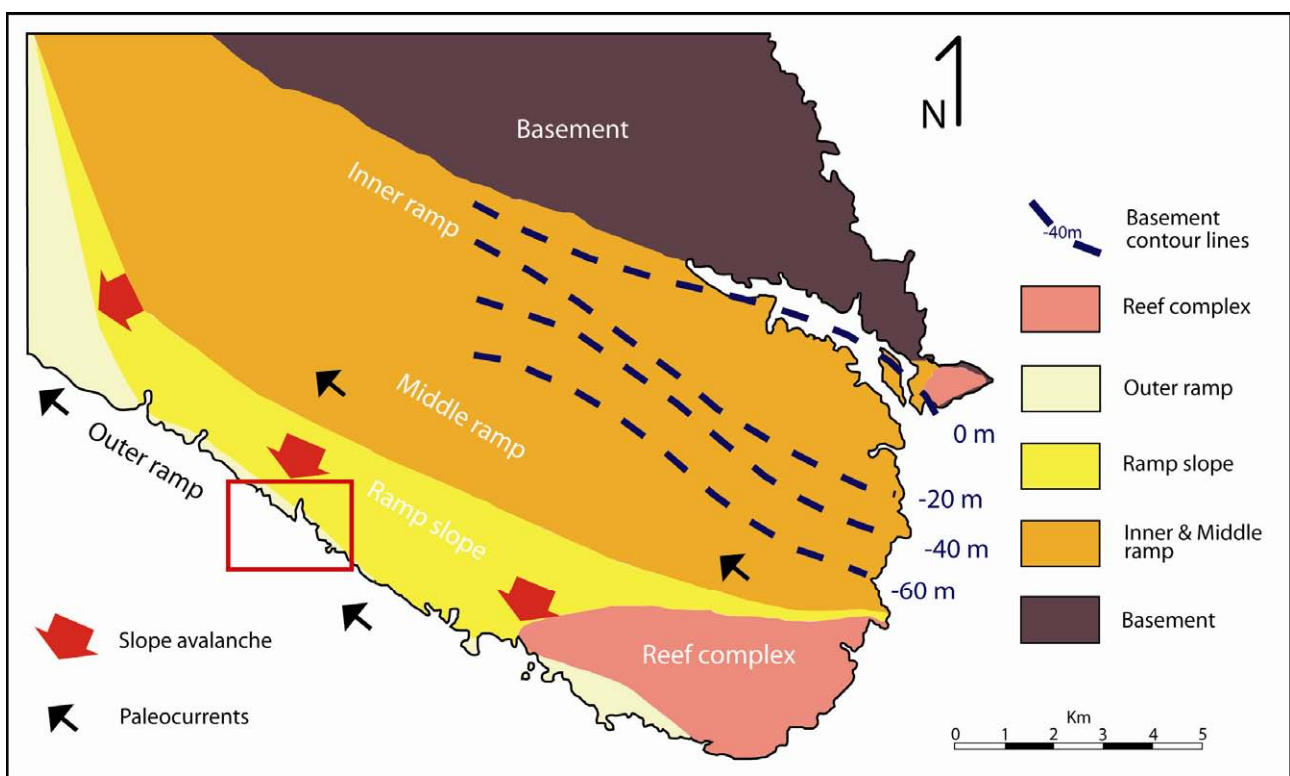 Basement
N
Inner ramp
Basement
contour lines
-40m
Reef complex
Outer ramp
Middle ramp
0 m
Ramp slope
-20 m
Outer ramp
Ramp slope
-40 m
Inner & Middle
ramp
-60 m
Basement
Slope avalanche
Reef complex
Paleocurrents
Km
0 1 2 3 4 5